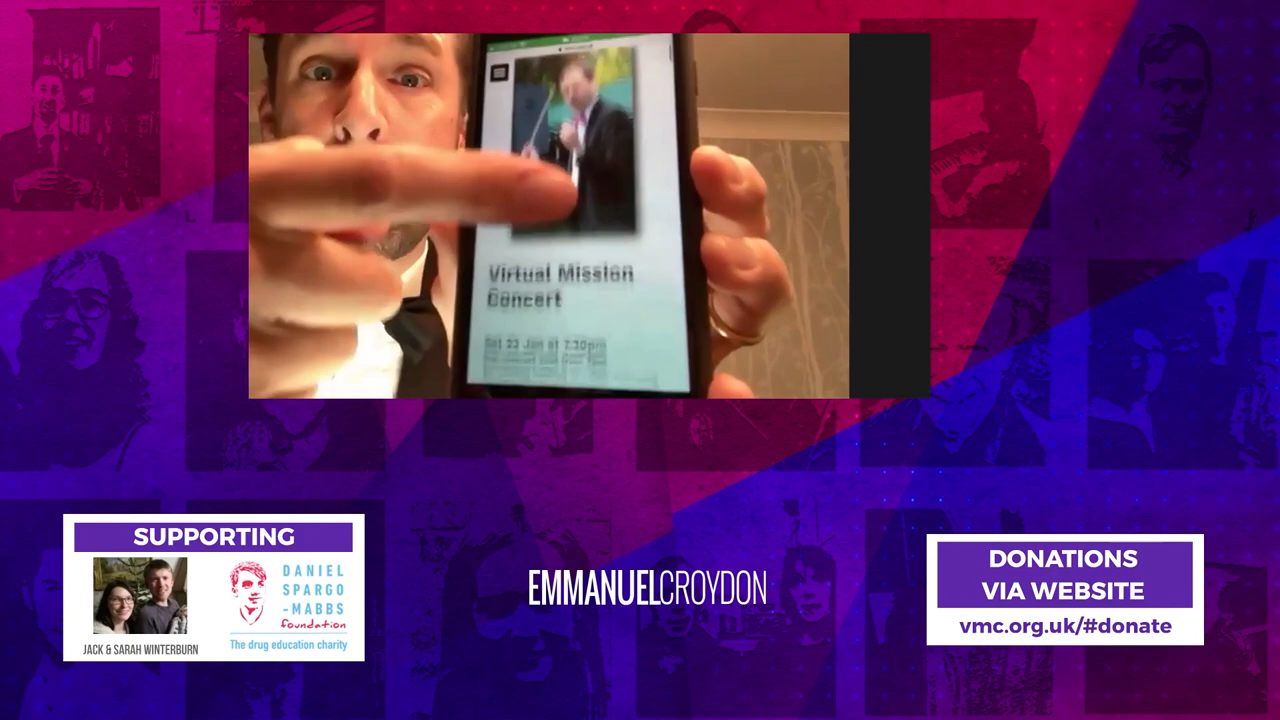 Virtual Mission
Concert
Sat 23 Jan at 7:30pm
SUPPORTING
JACK & SARAH WINTERBURN
DANIEL
SPARGO
-MABBS
foundation
The drug education charity
EMMANUELCROYDON
DONATIONS
VIA WEBSITE
vmc.org.uk/#donate